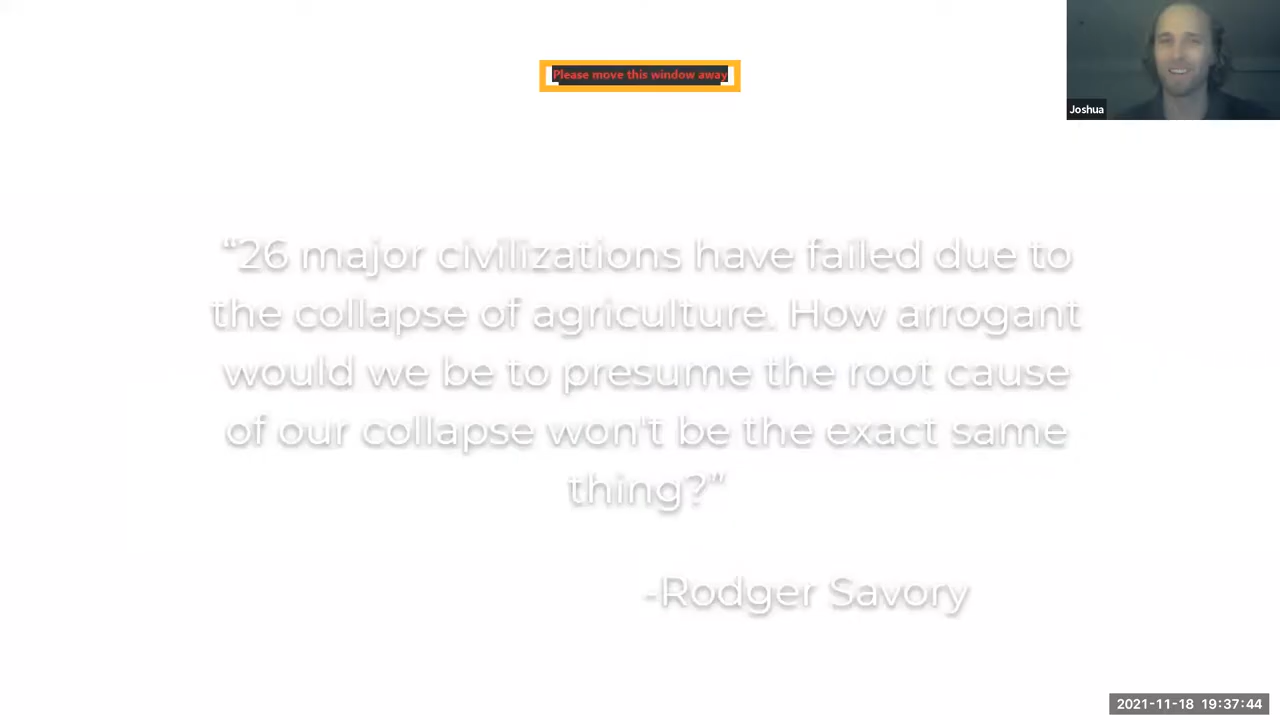 Please move this window away
Joshua
“26 major civilizations have failed due to
the collapse of agriculture. How arrogant
would we be to presume the root cause
of our collapse won't be the exact same
thing?”
-Rodger Savory
2021-11-18 19:37:44